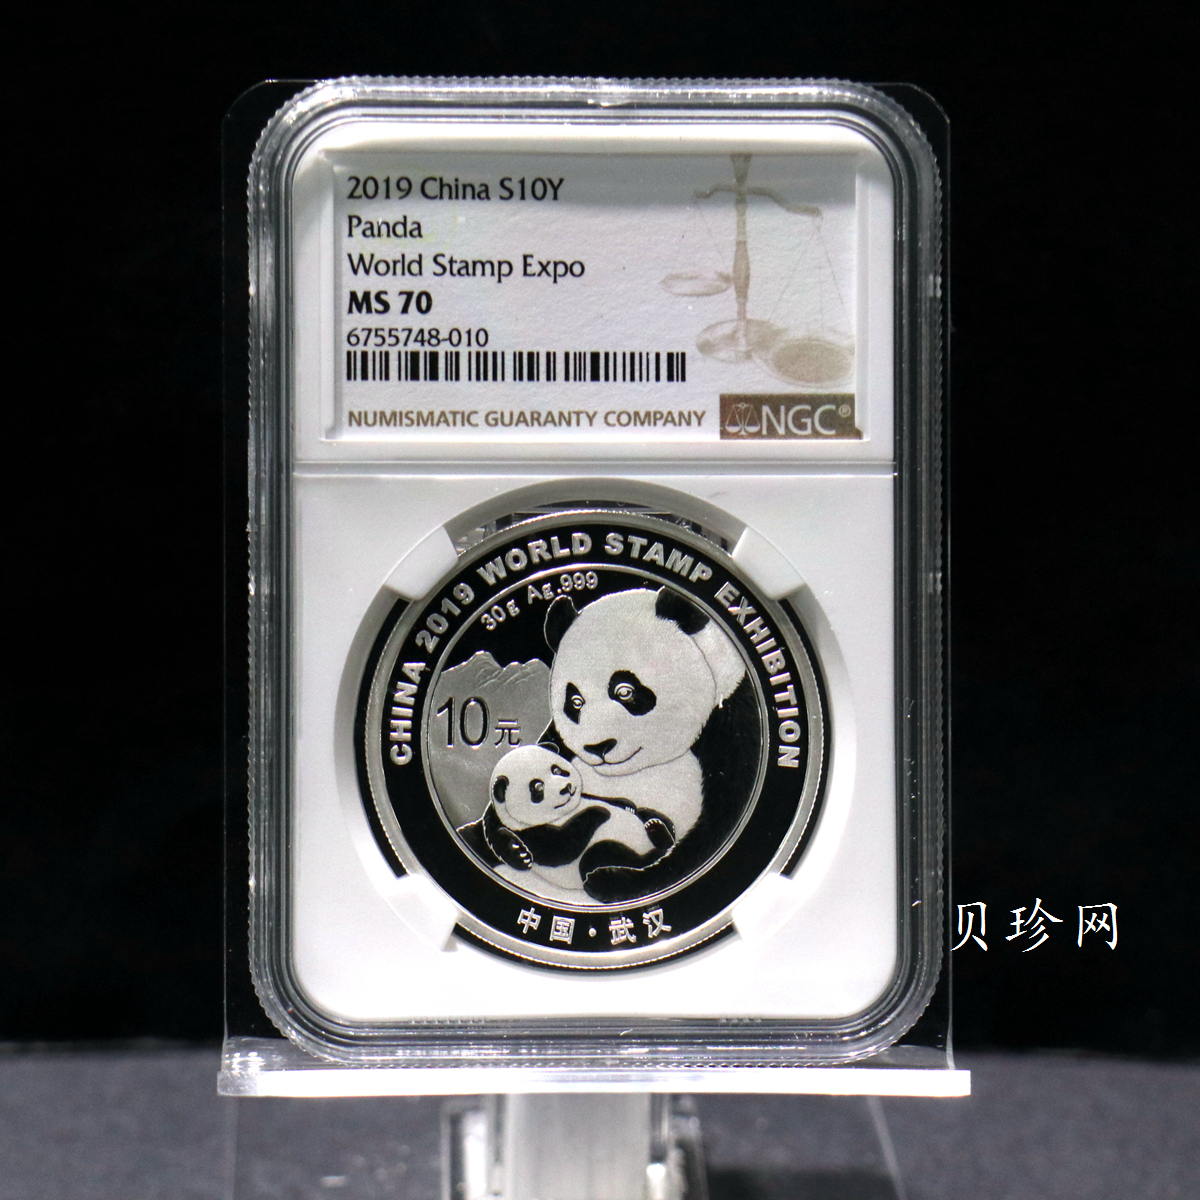 2019 China S10Y
Panda
World Stamp Expo
MS 70
6755748-010
NUMISMATIC GUARANTY COMPANY
NGC®
CHINA 2019 WORLD STAMP EXHIBITION
30g Ag.999
10元
中国·武汉
贝珍网